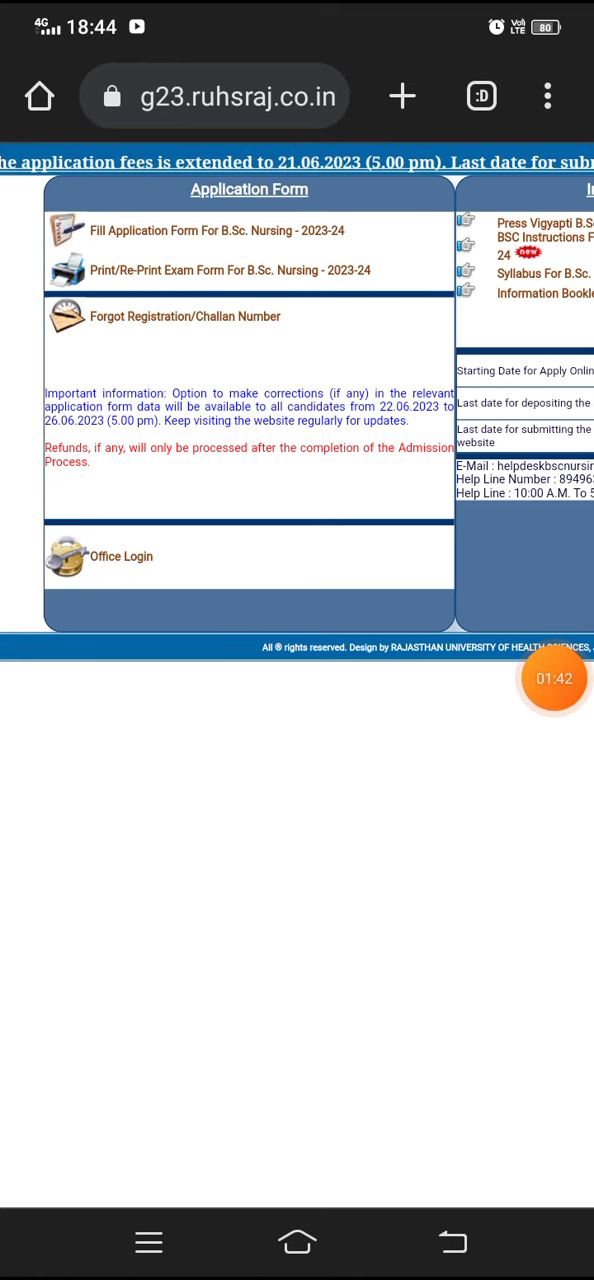 4G 18:44 Vo) LTE 80
g23.ruhsraj.co.in :D
he application fees is extended to 21.06.2023 (5.00 pm). Last date for subm
Application Form
Fill Application Form For B.Sc. Nursing - 2023-24
Print/Re-Print Exam Form For B.Sc. Nursing - 2023-24
Forgot Registration/Challan Number
Important information: Option to make corrections (if any) in the relevant
application form data will be available to all candidates from 22.06.2023 to
26.06.2023 (5.00 pm). Keep visiting the website regularly for updates.
Refunds, if any, will only be processed after the completion of the Admission
Process.
Office Login
Press Vigyapti B.S
BSC Instructions F
24 new
Syllabus For B.Sc.
Information Bookle
Starting Date for Apply Onlin
Last date for depositing the
Last date for submitting the
website
E-Mail : helpdeskbscnursin
Help Line Number : 89496
Help Line : 10:00 A.M. To 5
All ® rights reserved. Design by RAJASTHAN UNIVERSITY OF HEALTH SCIENCES,
01:42